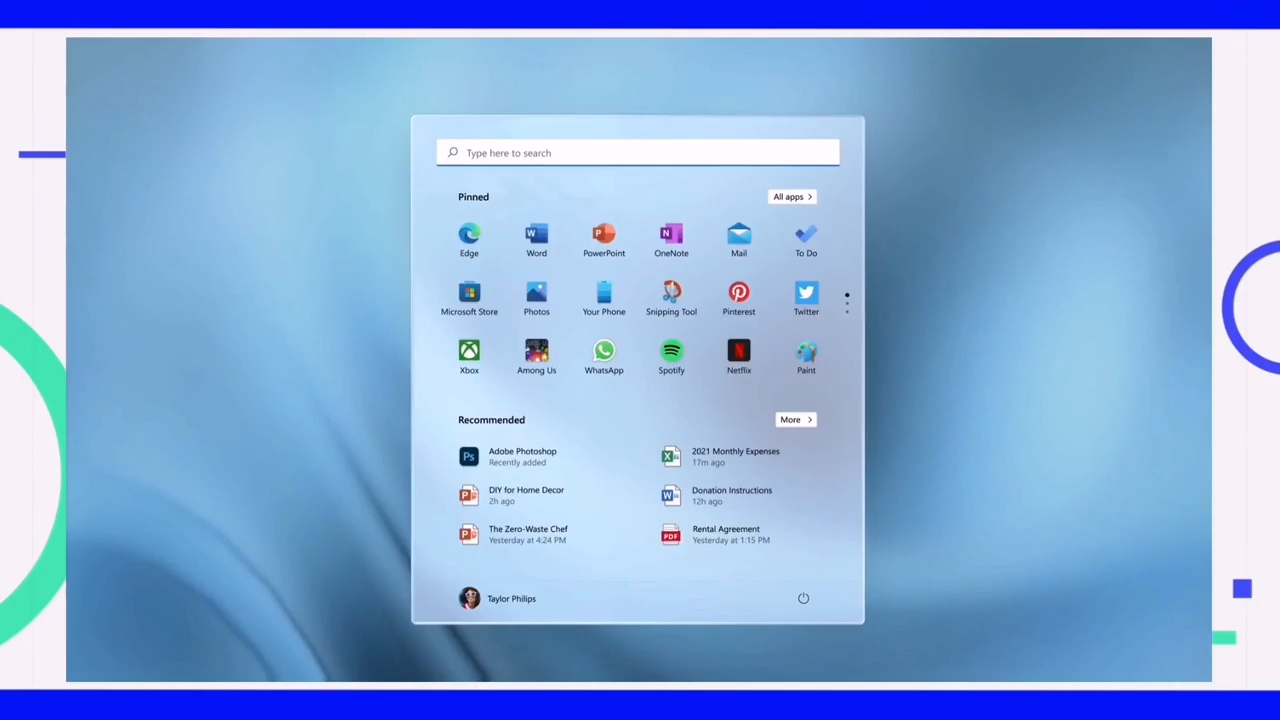 Type here to search
Pinned
All apps
Edge
Word
PowerPoint
OneNote
Mail
To Do
Microsoft Store
Photos
Your Phone
Snipping Tool
Pinterest
Twitter
Xbox
Among Us
WhatsApp
Spotify
Netflix
Paint
Recommended
More
Adobe Photoshop
Recently added
2021 Monthly Expenses
17m ago
DIY for Home Decor
2h ago
Donation Instructions
12h ago
The Zero-Waste Chef
Yesterday at 4:24 PM
Rental Agreement
Yesterday at 1:15 PM
Taylor Philips